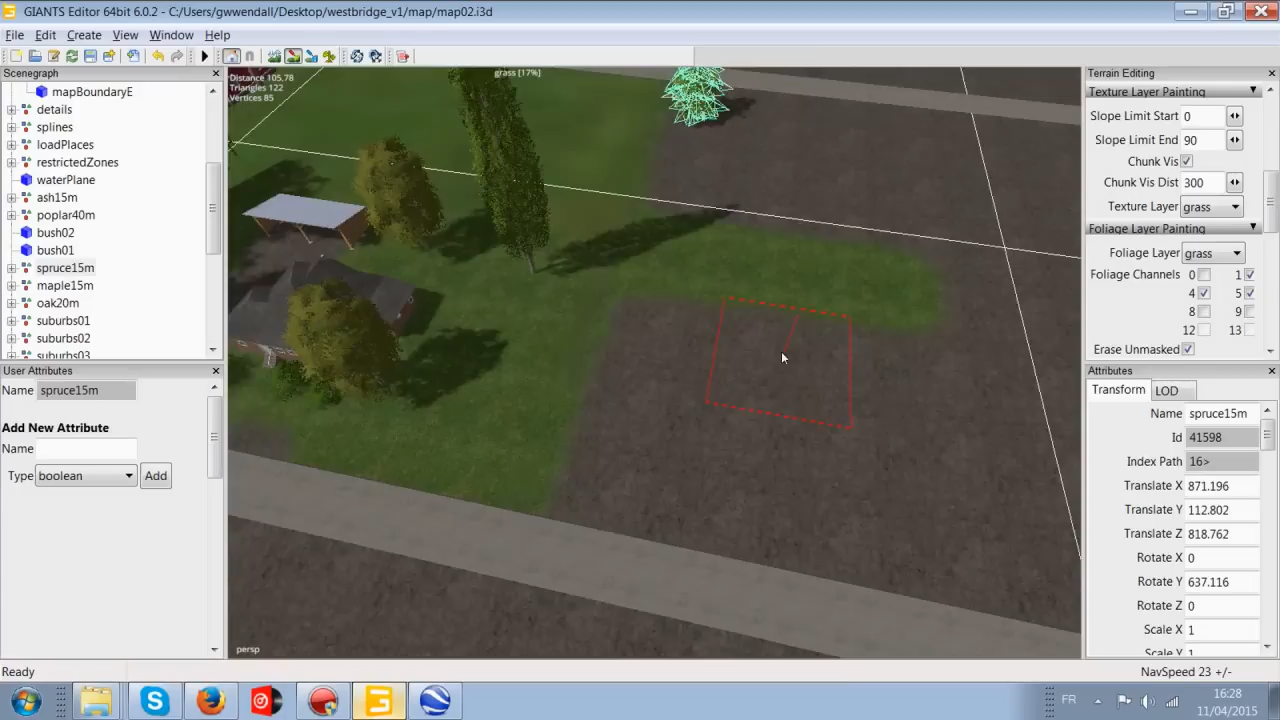 GIANTS Editor 64bit 6.0.2 - C:/Users/gwwendall/Desktop/westbridge_v1/map/map02.i3d
File Edit Create View Window Help
Scenegraph
mapBoundaryE
details
splines
loadPlaces
restrictedZones
waterPlane
ash15m
poplar40m
bush02
bush01
spruce15m
maple15m
oak20m
suburbs01
suburbs02
suburbs03
User Attributes
Name spruce15m
Add New Attribute
Name
Type boolean Add
Distance 105,78
Triangles 122
Vertices 85
grass [17%]
persp
Terrain Editing
Texture Layer Painting
Slope Limit Start 0
Slope Limit End 90
Chunk Vis
Chunk Vis Dist 300
Texture Layer grass
Foliage Layer Painting
Foliage Layer grass
Foliage Channels 0 1
4 5
8 9
12 13
Erase Unmasked
Attributes
Transform LOD
Name spruce15m
Id 41598
Index Path 16>
Translate X 871.196
Translate Y 112.802
Translate Z 818.762
Rotate X 0
Rotate Y 637.116
Rotate Z 0
Scale X 1
Scale Y 1
Ready
NavSpeed 23 +/-
FR
16:28
11/04/2015